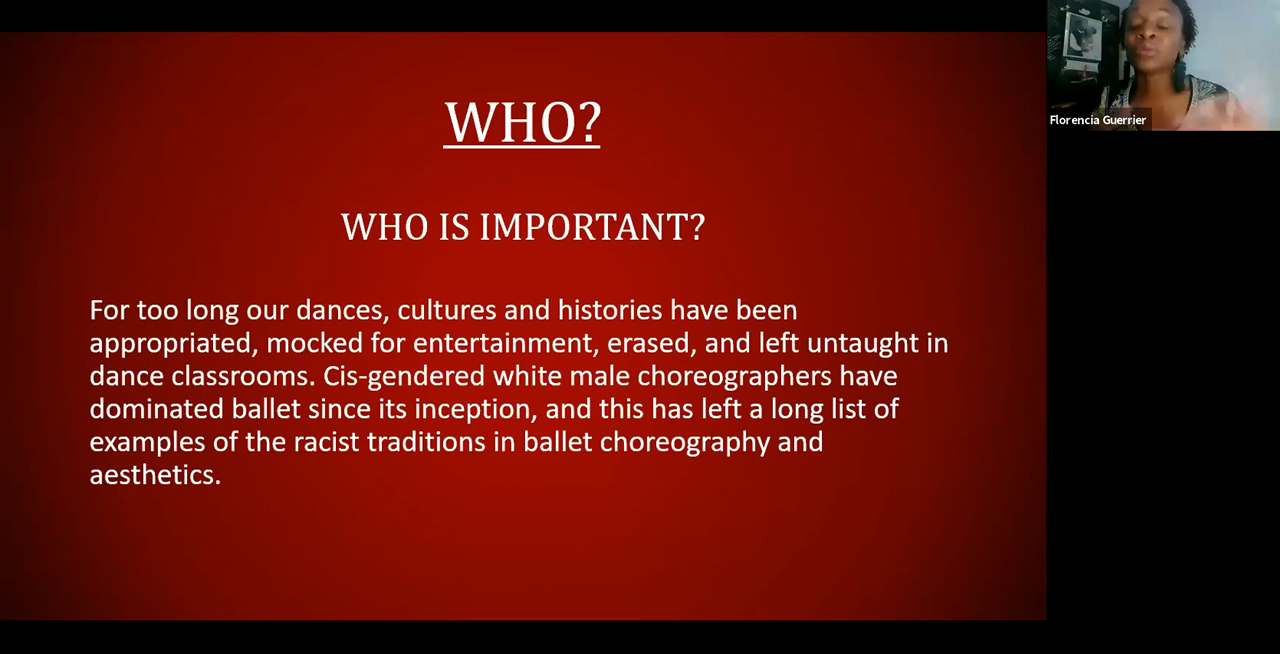 WHO?
WHO IS IMPORTANT?
For too long our dances, cultures and histories have been
appropriated, mocked for entertainment, erased, and left untaught in
dance classrooms. Cis-gendered white male choreographers have
dominated ballet since its inception, and this has left a long list of
examples of the racist traditions in ballet choreography and
aesthetics.
Florencia Guerrier